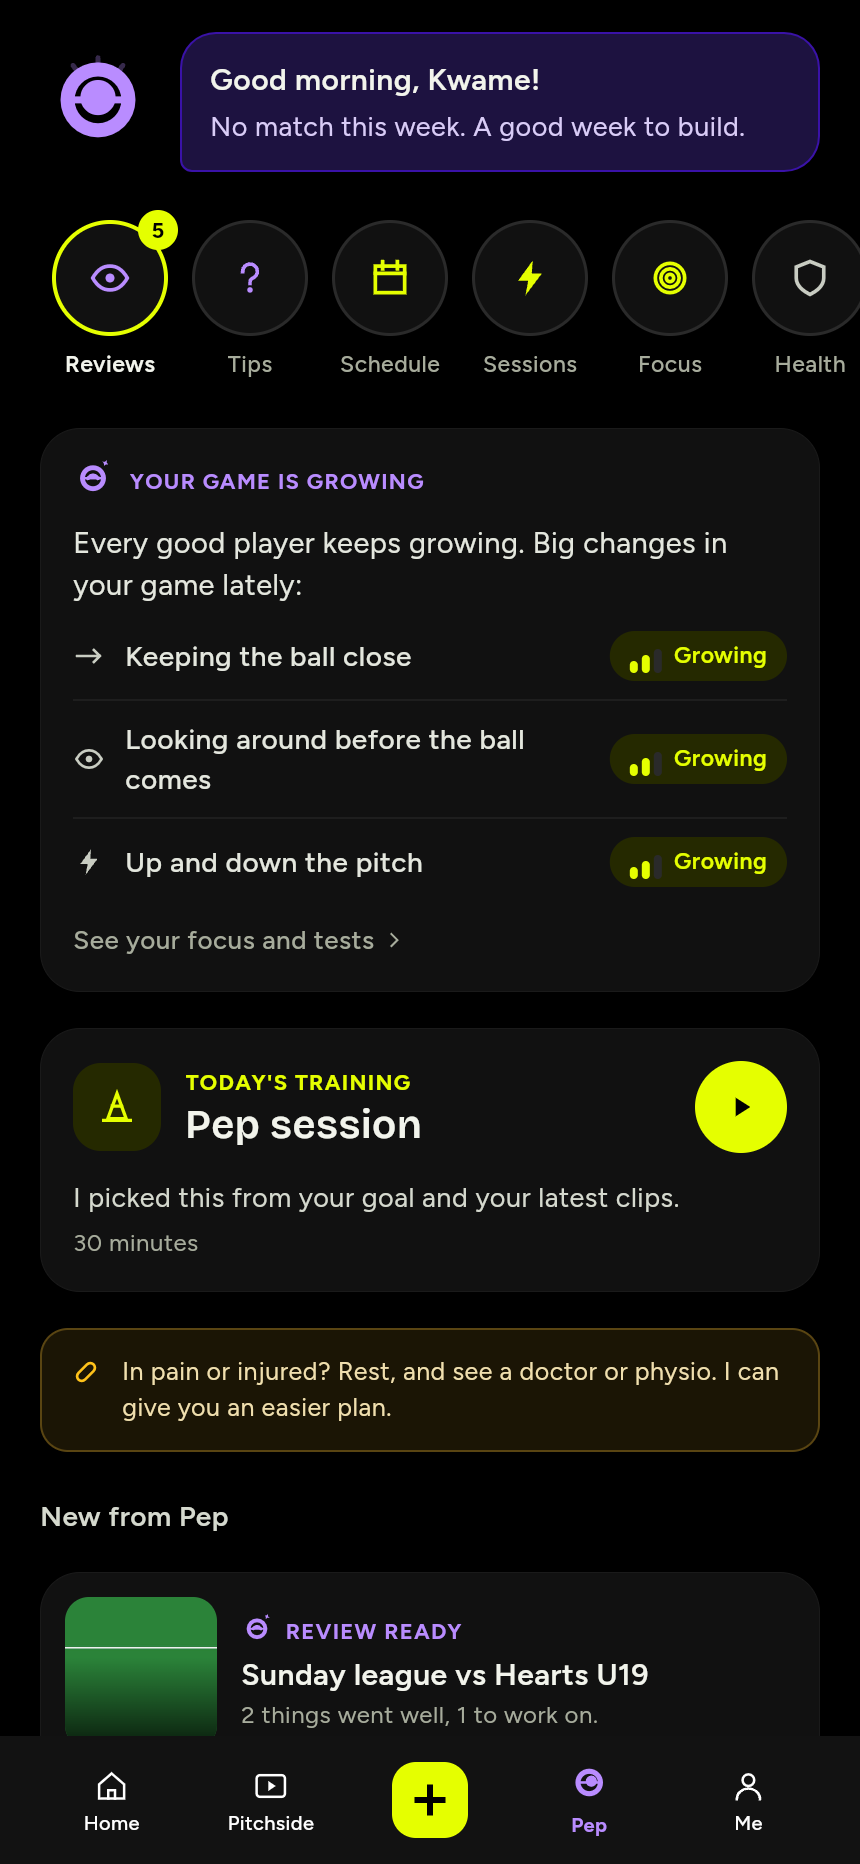 Good morning, Kwame!
No match this week. A good week to build.
5
Reviews
Tips
Schedule
Sessions
Focus
Health
YOUR GAME IS GROWING
Every good player keeps growing. Big changes in
your game lately:
Keeping the ball close
Growing
Looking around before the ball
comes
Growing
Up and down the pitch
Growing
See your focus and tests
TODAY'S TRAINING
Pep session
I picked this from your goal and your latest clips.
30 minutes
In pain or injured? Rest, and see a doctor or physio. I can
give you an easier plan.
New from Pep
REVIEW READY
Sunday league vs Hearts U19
2 things went well, 1 to work on.
Home
Pitchside
Pep
Me